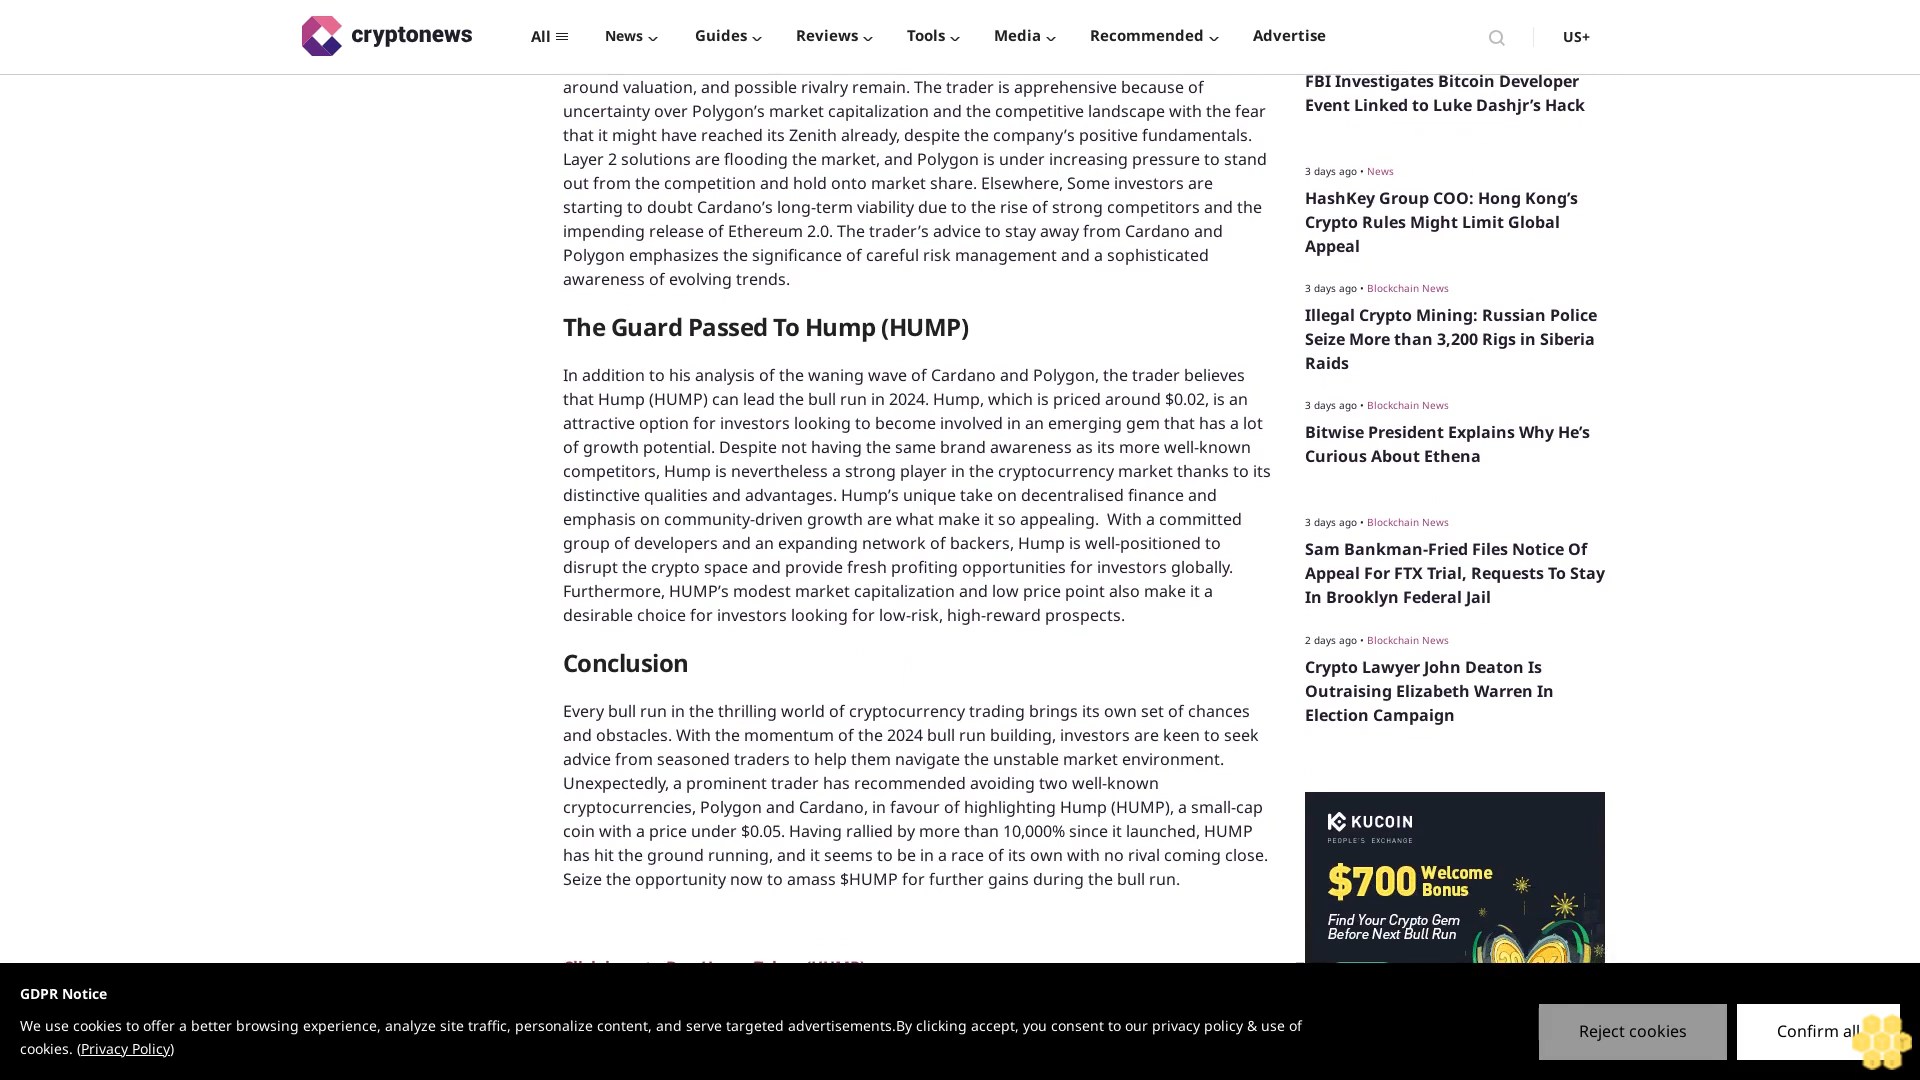 cryptonews
All
News
Guides
Reviews
Tools
Media
Recommended
Advertise
US+
around valuation, and possible rivalry remain. The trader is apprehensive because of
uncertainty over Polygon’s market capitalization and the competitive landscape with the fear
that it might have reached its Zenith already, despite the company’s positive fundamentals.
Layer 2 solutions are flooding the market, and Polygon is under increasing pressure to stand
out from the competition and hold onto market share. Elsewhere, Some investors are
starting to doubt Cardano’s long-term viability due to the rise of strong competitors and the
impending release of Ethereum 2.0. The trader’s advice to stay away from Cardano and
Polygon emphasizes the significance of careful risk management and a sophisticated
awareness of evolving trends.
The Guard Passed To Hump (HUMP)
In addition to his analysis of the waning wave of Cardano and Polygon, the trader believes
that Hump (HUMP) can lead the bull run in 2024. Hump, which is priced around $0.02, is an
attractive option for investors looking to become involved in an emerging gem that has a lot
of growth potential. Despite not having the same brand awareness as its more well-known
competitors, Hump is nevertheless a strong player in the cryptocurrency market thanks to its
distinctive qualities and advantages. Hump’s unique take on decentralised finance and
emphasis on community-driven growth are what make it so appealing.  With a committed
group of developers and an expanding network of backers, Hump is well-positioned to
disrupt the crypto space and provide fresh profiting opportunities for investors globally.
Furthermore, HUMP’s modest market capitalization and low price point also make it a
desirable choice for investors looking for low-risk, high-reward prospects.
Conclusion
Every bull run in the thrilling world of cryptocurrency trading brings its own set of chances
and obstacles. With the momentum of the 2024 bull run building, investors are keen to seek
advice from seasoned traders to help them navigate the unstable market environment.
Unexpectedly, a prominent trader has recommended avoiding two well-known
cryptocurrencies, Polygon and Cardano, in favour of highlighting Hump (HUMP), a small-cap
coin with a price under $0.05. Having rallied by more than 10,000% since it launched, HUMP
has hit the ground running, and it seems to be in a race of its own with no rival coming close.
Seize the opportunity now to amass $HUMP for further gains during the bull run.
FBI Investigates Bitcoin Developer
Event Linked to Luke Dashjr’s Hack
3 days ago • News
HashKey Group COO: Hong Kong’s
Crypto Rules Might Limit Global
Appeal
3 days ago • Blockchain News
Illegal Crypto Mining: Russian Police
Seize More than 3,200 Rigs in Siberia
Raids
3 days ago • Blockchain News
Bitwise President Explains Why He’s
Curious About Ethena
3 days ago • Blockchain News
Sam Bankman-Fried Files Notice Of
Appeal For FTX Trial, Requests To Stay
In Brooklyn Federal Jail
2 days ago • Blockchain News
Crypto Lawyer John Deaton Is
Outraising Elizabeth Warren In
Election Campaign
KUCOIN
PEOPLE'S EXCHANGE
$700 Welcome
Bonus
Find Your Crypto Gem
Before Next Bull Run
GDPR Notice
We use cookies to offer a better browsing experience, analyze site traffic, personalize content, and serve targeted advertisements.By clicking accept, you consent to our privacy policy & use of
cookies. (Privacy Policy)
Reject cookies
Confirm all